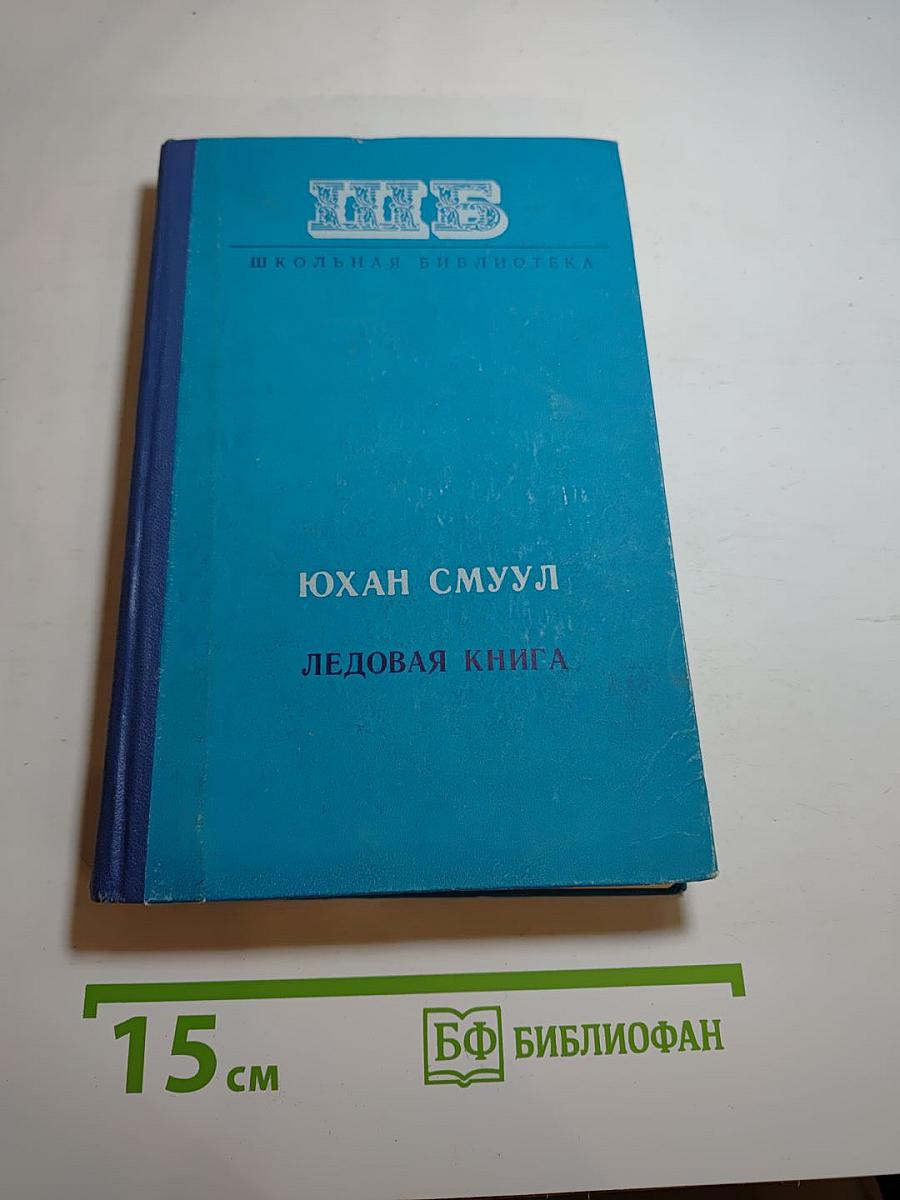 ШБ
ШКОЛЬНАЯ БИБЛИОТЕКА
ЮХАН СМУУЛ
ЛЕДОВАЯ КНИГА
15 см
БФ БИБЛИОФАН